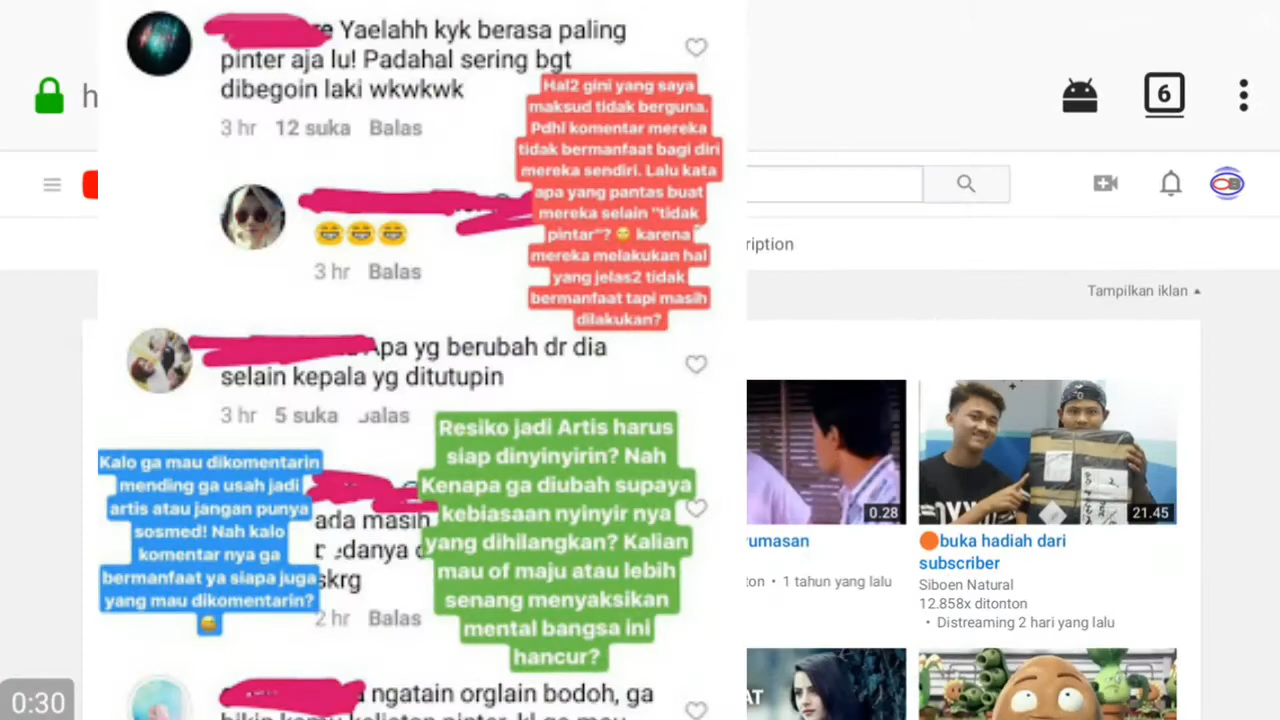 h
6
Yaelahh kyk berasa paling
pinter aja lu! Padahal sering bgt
dibegoin laki wkwkwk
3 hr 12 suka Balas
Hal2 gini yang saya
maksud tidak berguna.
Pdhl komentar mereka
tidak bermanfaat bagi diri
mereka sendiri. Lalu kata
apa yang pantas buat
mereka selain "tidak
pintar"? 😁 karena
mereka melakukan hal
yang jelas2 tidak
bermanfaat tapi masih
dilakukan?
😁😁😁
3 hr Balas
Apa yg berubah dr dia
selain kepala yg ditutupin
3 hr 5 suka Balas
Resiko jadi Artis harus
siap dinyinyirin? Nah
Kenapa ga diubah supaya
kebiasaan nyinyir nya
yang dihilangkan? Kalian
mau of maju atau lebih
senang menyaksikan
mental bangsa ini
hancur?
Kalo ga mau dikomentarin
mending ga usah jadi
artis atau jangan punya
sosmed! Nah kalo
komentar nya ga
bermanfaat ya siapa juga
yang mau dikomentarin?
😅
ada masih
skrg
2 hr Balas
ngatain orglain bodoh, ga
0:30
ription
Tampilkan iklan
0.28
21.45
umasan
ton • 1 tahun yang lalu
buka hadiah dari
subscriber
Siboen Natural
12.858x ditonton
• Distreaming 2 hari yang lalu